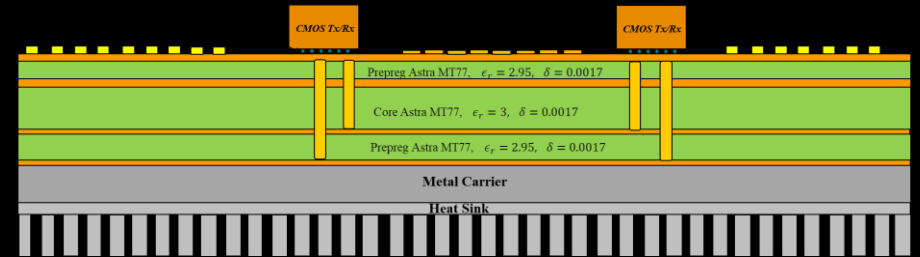 CMOS Tx/Rx
CMOS Tx/Rx
Prepreg Astra MT77, ϵᵣ = 2.95, δ = 0.0017
Core Astra MT77, ϵᵣ = 3, δ = 0.0017
Prepreg Astra MT77, ϵᵣ = 2.95, δ = 0.0017
Metal Carrier
Heat Sink